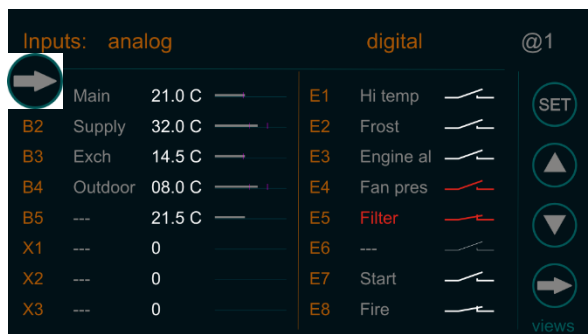 Inputs: analog digital @1
Main 21.0 C E1 Hi temp SET
B2 Supply 32.0 C E2 Frost
B3 Exch 14.5 C E3 Engine al
B4 Outdoor 08.0 C E4 Fan pres
B5 --- 21.5 C E5 Filter
X1 --- 0 E6 ---
X2 --- 0 E7 Start
X3 --- 0 E8 Fire
views